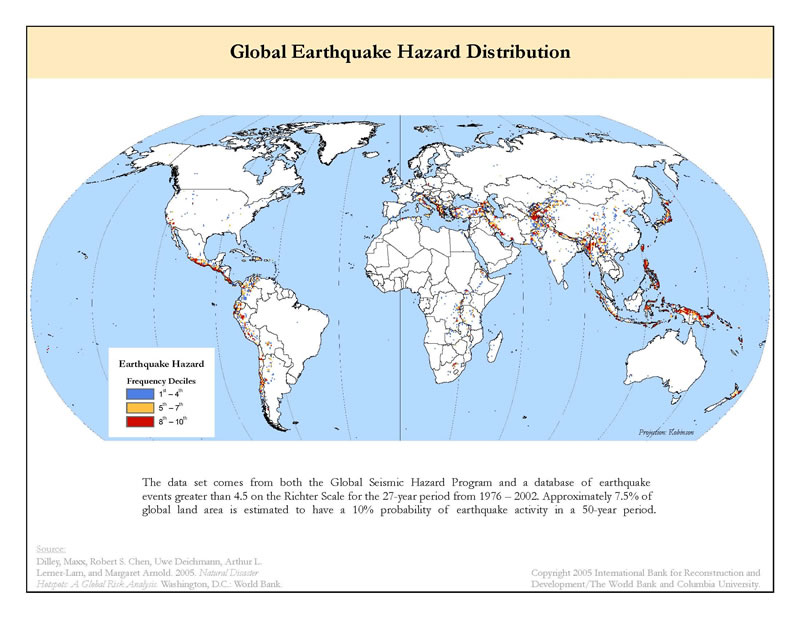 Global Earthquake Hazard Distribution
Earthquake Hazard
Frequency Deciles
1st – 4th
5th – 7th
8th – 10th
Projection: Robinson
The data set comes from both the Global Seismic Hazard Program and a database of earthquake
events greater than 4.5 on the Richter Scale for the 27-year period from 1976 – 2002. Approximately 7.5% of
global land area is estimated to have a 10% probability of earthquake activity in a 50-year period.
Source:
Dilley, Maxx, Robert S. Chen, Uwe Deichmann, Arthur L.
Lerner-Lam, and Margaret Arnold. 2005. Natural Disaster
Hotspots: A Global Risk Analysis. Washington, D.C.: World Bank.
Copyright 2005 International Bank for Reconstruction and
Development/The World Bank and Columbia University.